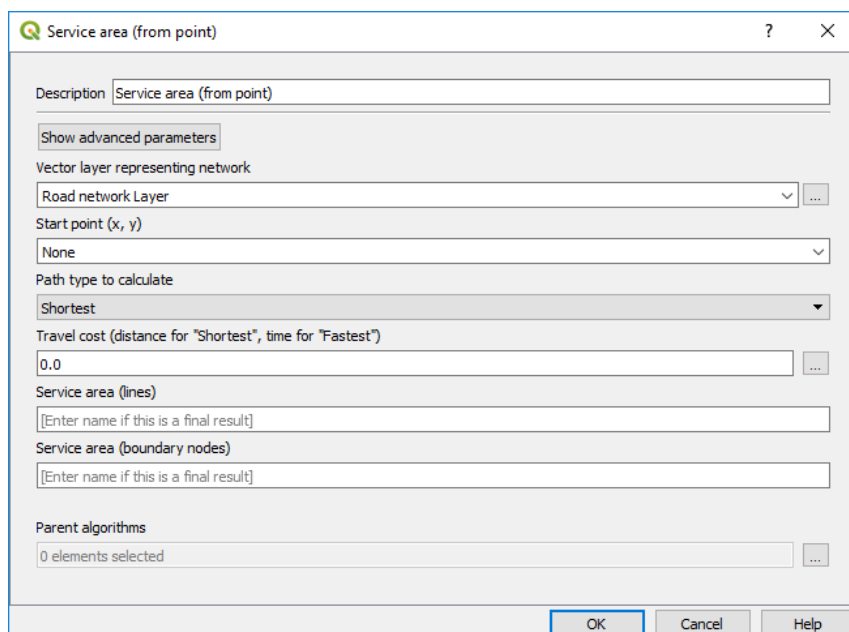 Service area (from point)
?
Description Service area (from point)
Show advanced parameters
Vector layer representing network
Road network Layer
...
Start point (x, y)
None
Path type to calculate
Shortest
Travel cost (distance for "Shortest", time for "Fastest")
0.0
...
Service area (lines)
[Enter name if this is a final result]
Service area (boundary nodes)
[Enter name if this is a final result]
Parent algorithms
0 elements selected
...
OK Cancel Help